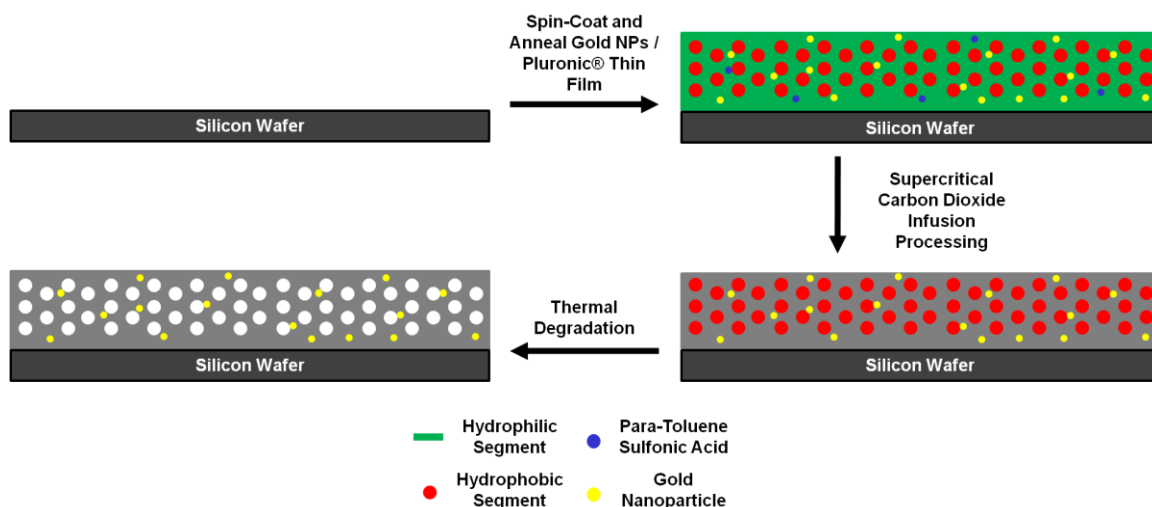 Spin-Coat and
Anneal Gold NPs /
Pluronic® Thin
Film
Silicon Wafer
Silicon Wafer
Supercritical
Carbon Dioxide
Infusion
Processing
Thermal
Degradation
Silicon Wafer
Silicon Wafer
Hydrophilic
Segment
Para-Toluene
Sulfonic Acid
Hydrophobic
Segment
Gold
Nanoparticle